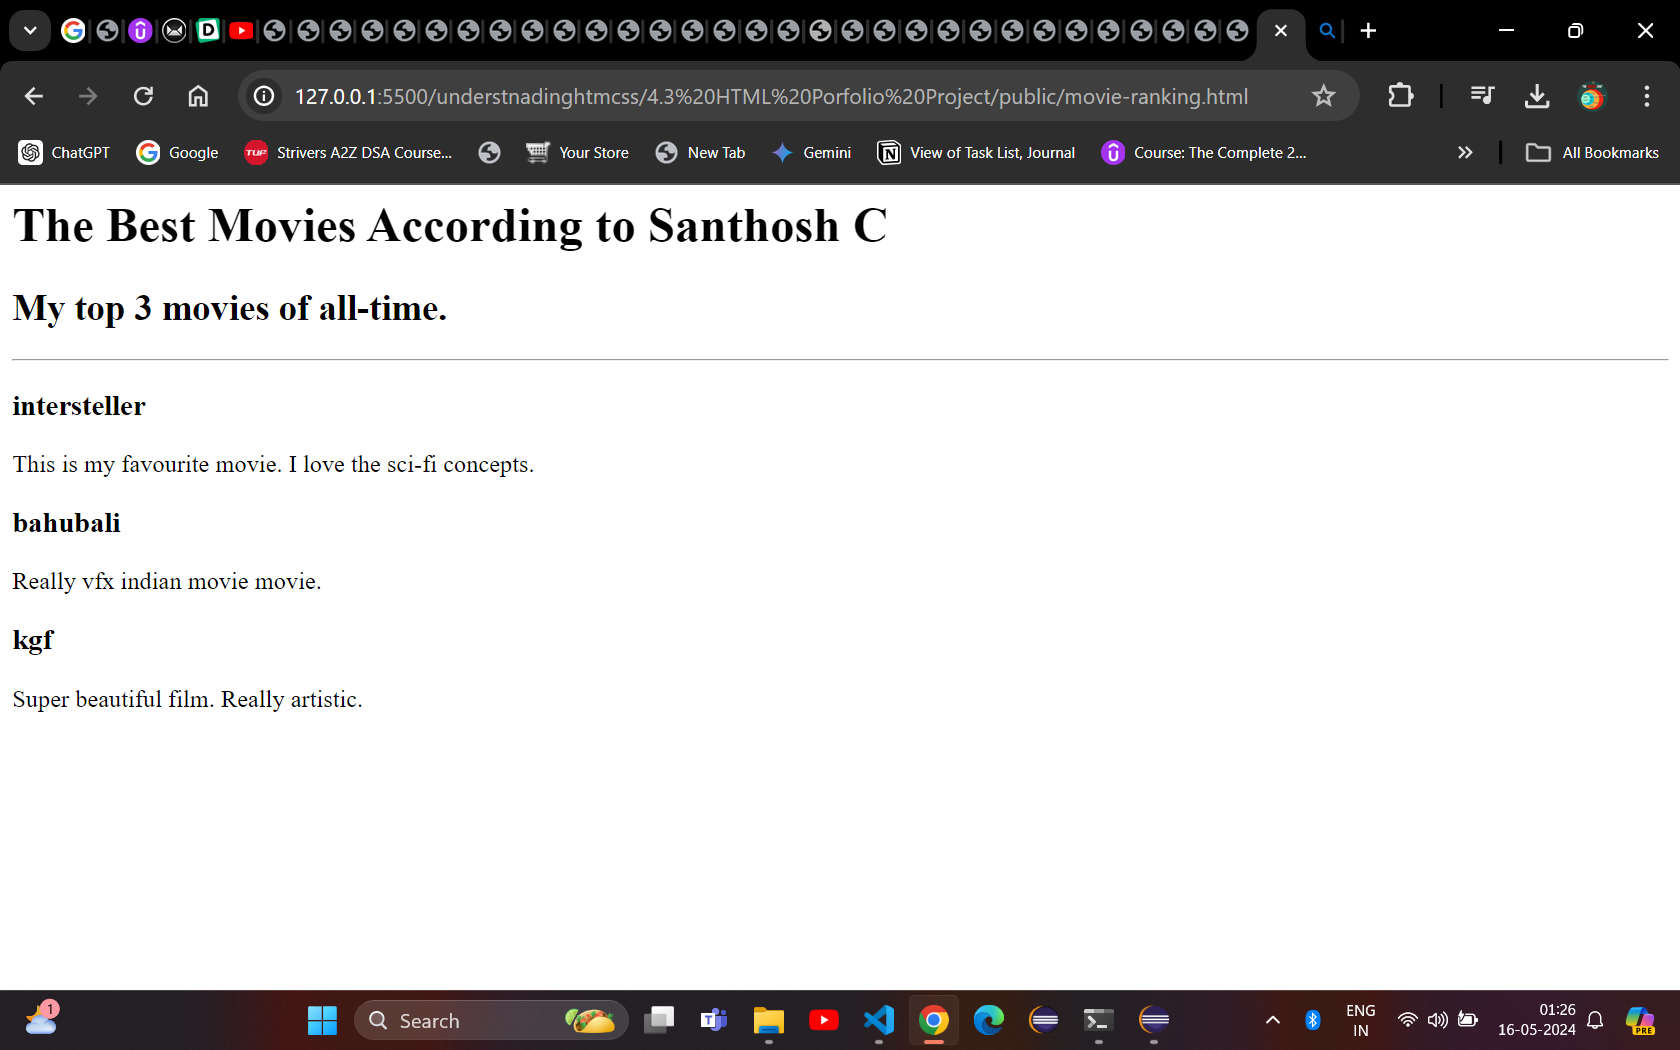 127.0.0.1:5500/understnadinghtmcss/4.3%20HTML%20Porfolio%20Project/public/movie-ranking.html
ChatGPT Google TUF Strivers A2Z DSA Course... Your Store New Tab Gemini View of Task List, Journal Course: The Complete 2... All Bookmarks
The Best Movies According to Santhosh C
My top 3 movies of all-time.
intersteller
This is my favourite movie. I love the sci-fi concepts.
bahubali
Really vfx indian movie movie.
kgf
Super beautiful film. Really artistic.
1 Search ENG 01:26
IN 16-05-2024 PRE